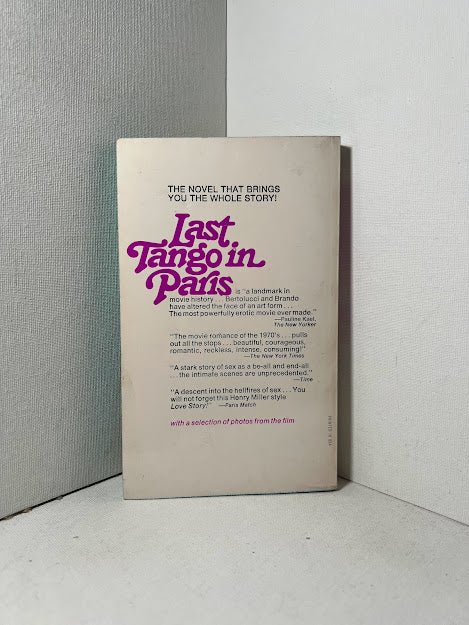 THE NOVEL THAT BRINGS
YOU THE WHOLE STORY!
Last
Tango in
Paris
is "a landmark in
movie history . . . Bertolucci and Brando
have altered the face of an art form . . .
The most powerfully erotic movie ever made."
—Pauline Kael,
The New Yorker
"The movie romance of the 1970's . . . pulls
out all the stops . . . beautiful, courageous,
romantic, reckless, intense, consuming!"
—The New York Times
"A stark story of sex as a be-all and end-all
. . . the intimate scenes are unprecedented."
—Time
"A descent into the hellfires of sex . . . You
will not forget this Henry Miller style
Love Story!" —Paris Match
with a selection of photos from the film